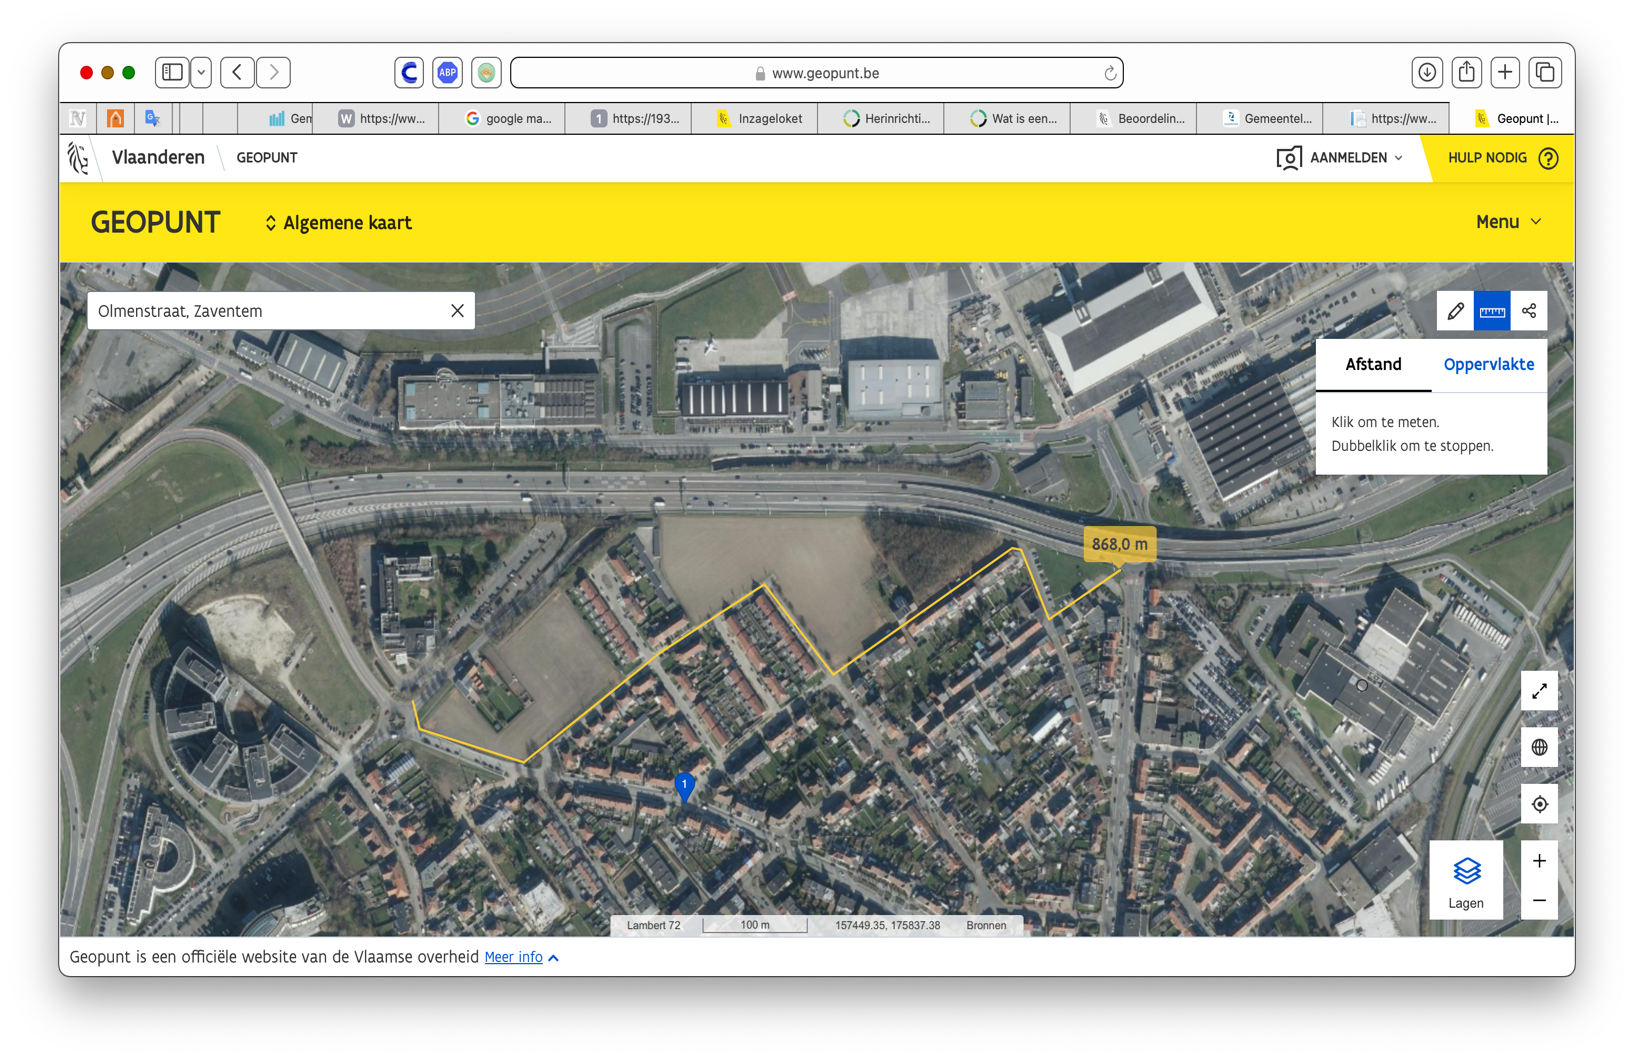 ABP
www.geopunt.be
Gem
W https://ww...
google ma...
1 https://193...
Inzageloket
Herinrichti...
Wat is een...
Beoordelin...
Gemeentel...
https://ww...
Geopunt |...
Vlaanderen
GEOPUNT
AANMELDEN
HULP NODIG ?
GEOPUNT
Algemene kaart
Menu
Olmenstraat, Zaventem
Afstand
Oppervlakte
Klik om te meten.
Dubbelklik om te stoppen.
868,0 m
1
Lagen
Lambert 72
100 m
157449.35, 175837.38
Bronnen
Geopunt is een officiële website van de Vlaamse overheid Meer info